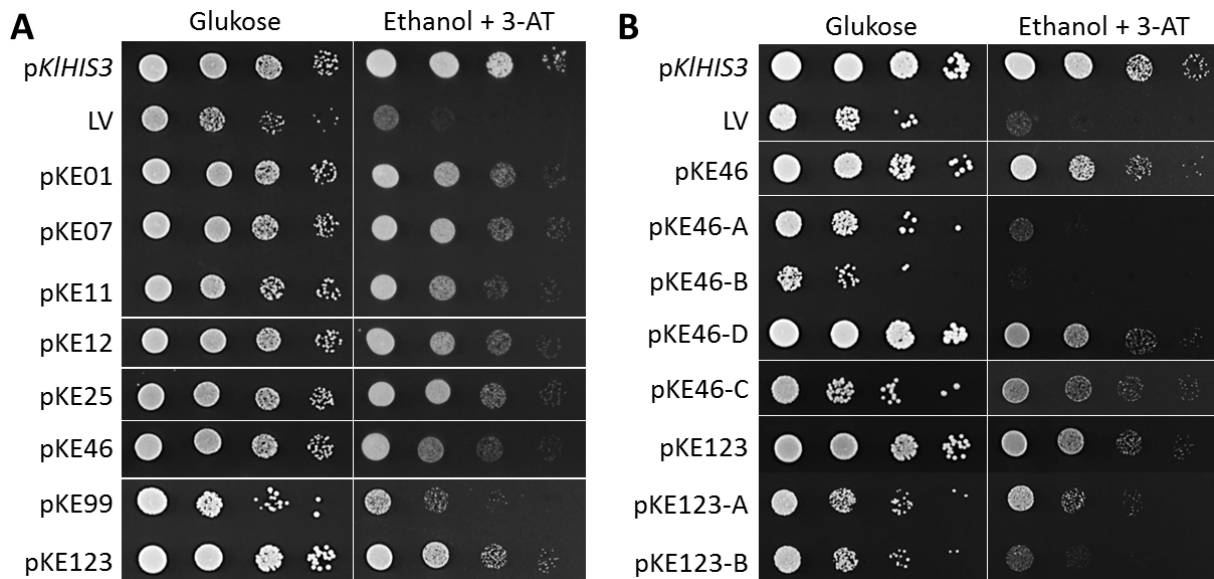 A
Glukose
Ethanol + 3-AT
pKlHIS3
LV
pKE01
pKE07
pKE11
pKE12
pKE25
pKE46
pKE99
pKE123
B
Glukose
Ethanol + 3-AT
pKlHIS3
LV
pKE46
pKE46-A
pKE46-B
pKE46-D
pKE46-C
pKE123
pKE123-A
pKE123-B